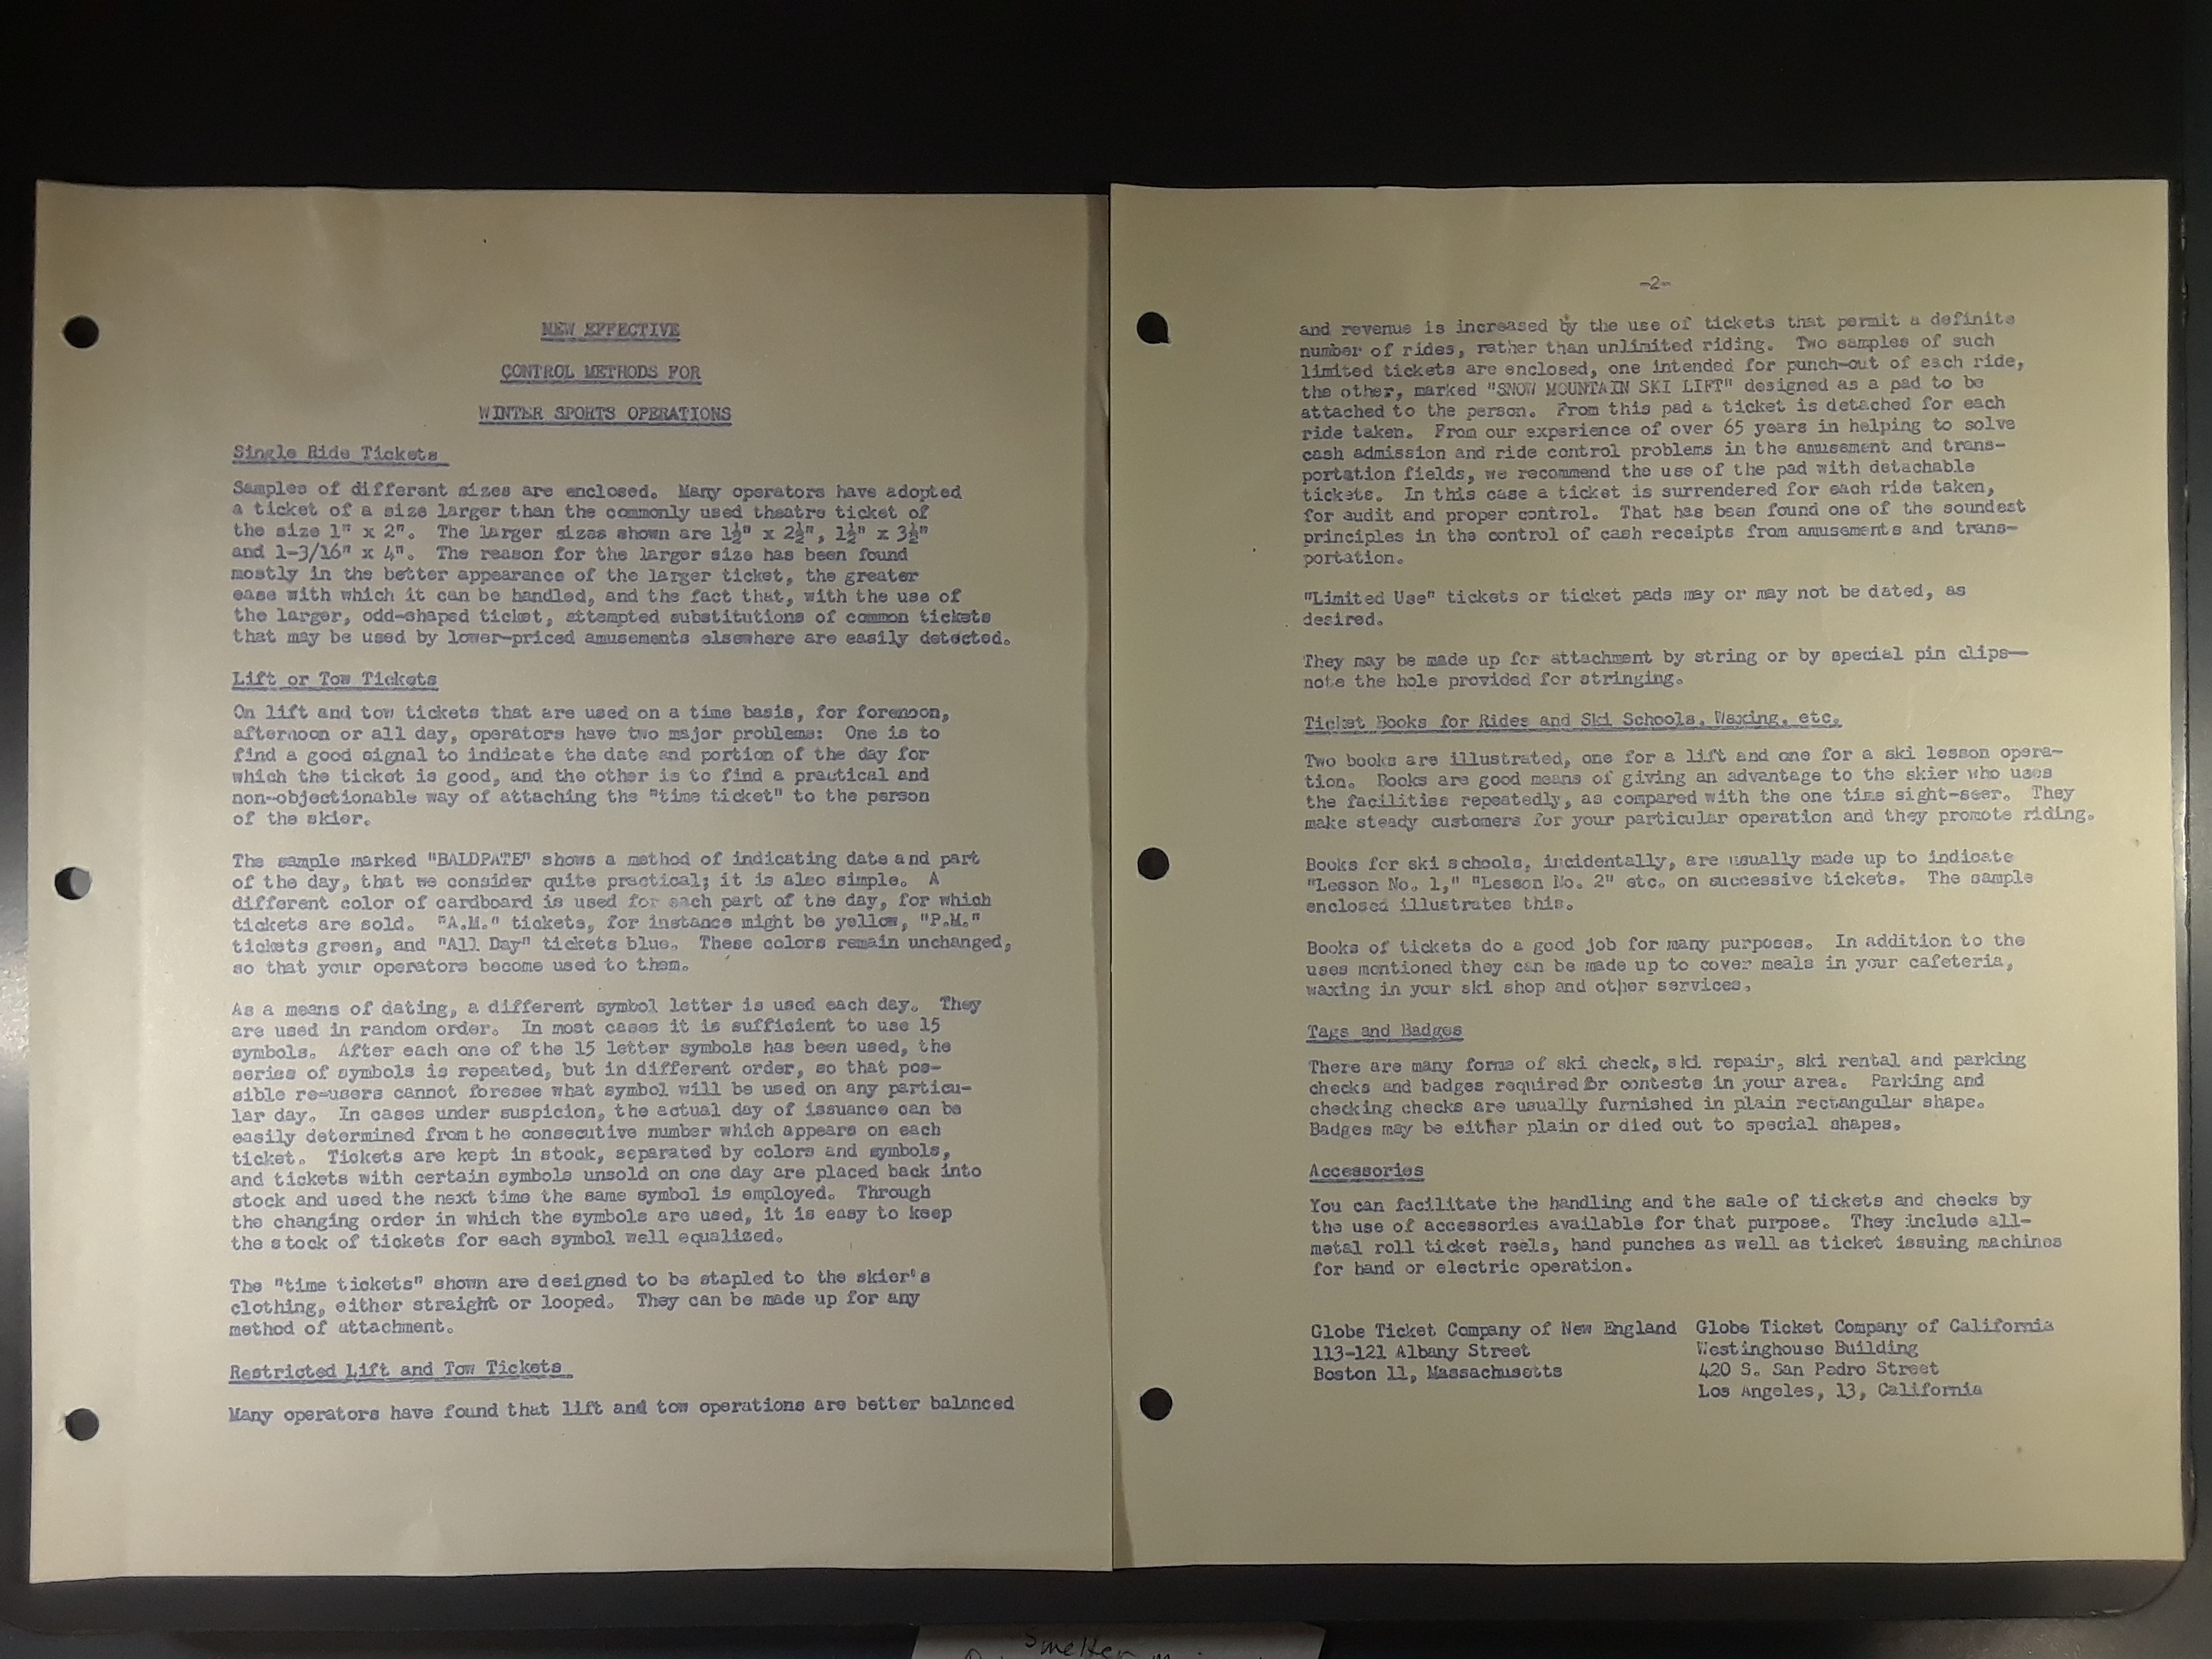 NEW EFFECTIVE
CONTROL METHODS FOR
WINTER SPORTS OPERATIONS
Single Ride Tickets
Samples of different sizes are enclosed. Many operators have adopted
a ticket of a size larger than the commonly used theatre ticket of
the size 1" x 2". The larger sizes shown are 1½" x 2½", 1½" x 3½"
and 1-3/16" x 4". The reason for the larger size has been found
mostly in the better appearance of the larger ticket, the greater
ease with which it can be handled, and the fact that, with the use of
the larger, odd-shaped ticket, attempted substitutions of common tickets
that may be used by lower-priced amusements elsewhere are easily detected.
Lift or Tow Tickets
On lift and tow tickets that are used on a time basis, for forenoon,
afternoon or all day, operators have two major problems: One is to
find a good signal to indicate the date and portion of the day for
which the ticket is good, and the other is to find a practical and
non-objectionable way of attaching the "time ticket" to the person
of the skier.
The sample marked "BALDPATE" shows a method of indicating date and part
of the day, that we consider quite practical; it is also simple. A
different color of cardboard is used for each part of the day, for which
tickets are sold. "A.M." tickets, for instance might be yellow, "P.M."
tickets green, and "All Day" tickets blue. These colors remain unchanged,
so that your operators become used to them.
As a means of dating, a different symbol letter is used each day. They
are used in random order. In most cases it is sufficient to use 15
symbols. After each one of the 15 letter symbols has been used, the
series of symbols is repeated, but in different order, so that pos-
sible re-users cannot foresee what symbol will be used on any particu-
lar day. In cases under suspicion, the actual day of issuance can be
easily determined from the consecutive number which appears on each
ticket. Tickets are kept in stock, separated by colors and symbols,
and tickets with certain symbols unsold on one day are placed back into
stock and used the next time the same symbol is employed. Through
the changing order in which the symbols are used, it is easy to keep
the stock of tickets for each symbol well equalized.
The "time tickets" shown are designed to be stapled to the skier's
clothing, either straight or looped. They can be made up for any
method of attachment.
Restricted Lift and Tow Tickets
Many operators have found that lift and tow operations are better balanced
-2-
and revenue is increased by the use of tickets that permit a definite
number of rides, rather than unlimited riding. Two samples of such
limited tickets are enclosed, one intended for punch-out of each ride,
the other, marked "SNOW MOUNTAIN SKI LIFT" designed as a pad to be
attached to the person. From this pad a ticket is detached for each
ride taken. From our experience of over 65 years in helping to solve
cash admission and ride control problems in the amusement and trans-
portation fields, we recommend the use of the pad with detachable
tickets. In this case a ticket is surrendered for each ride taken,
for audit and proper control. That has been found one of the soundest
principles in the control of cash receipts from amusements and trans-
portation.
"Limited Use" tickets or ticket pads may or may not be dated, as
desired.
They may be made up for attachment by string or by special pin clips—
note the hole provided for stringing.
Ticket Books for Rides and Ski Schools, Waxing, etc.
Two books are illustrated, one for a lift and one for a ski lesson opera-
tion. Books are good means of giving an advantage to the skier who uses
the facilities repeatedly, as compared with the one time sight-seer. They
make steady customers for your particular operation and they promote riding.
Books for ski schools, incidentally, are usually made up to indicate
"Lesson No. 1," "Lesson No. 2" etc. on successive tickets. The sample
enclosed illustrates this.
Books of tickets do a good job for many purposes. In addition to the
uses mentioned they can be made up to cover meals in your cafeteria,
waxing in your ski shop and other services.
Tags and Badges
There are many forms of ski check, ski repair, ski rental and parking
checks and badges required for contests in your area. Parking and
checking checks are usually furnished in plain rectangular shape.
Badges may be either plain or died out to special shapes.
Accessories
You can facilitate the handling and the sale of tickets and checks by
the use of accessories available for that purpose. They include all-
metal roll ticket reels, hand punches as well as ticket issuing machines
for hand or electric operation.
Globe Ticket Company of New England
113-121 Albany Street
Boston 11, Massachusetts
Globe Ticket Company of California
Westinghouse Building
420 S. San Pedro Street
Los Angeles, 13, California
Smelter